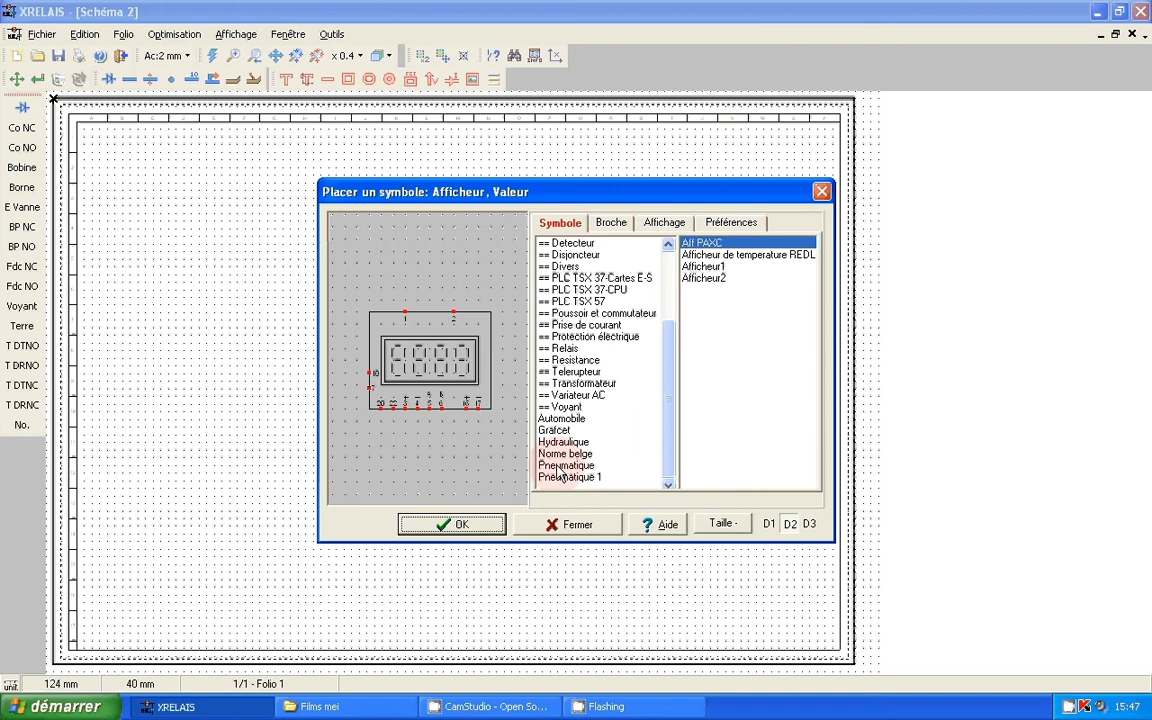 XRELAIS - [Schéma 2]
Fichier Edition Folio Optimisation Affichage Fenêtre Outils
Ac:2 mm x 0.4
Co NC
Co NO
Bobine
Borne
E Vanne
BP NC
BP NO
Fdc NC
Fdc NO
Voyant
Terre
T DTNO
T DRNO
T DTNC
T DRNC
No.
Placer un symbole: Afficheur, Valeur
Symbole Broche Affichage Préférences
== Detecteur
== Disjoncteur
== Divers
== PLC TSX 37-Cartes E-S
== PLC TSX 37-CPU
== PLC TSX 57
== Poussoir et commutateur
== Prise de courant
== Protection électrique
== Relais
== Resistance
== Telerupteur
== Transformateur
== Variateur AC
== Voyant
Automobile
Grafcet
Hydraulique
Norme belge
Pneumatique
Pneumatique 1
Aff PAXC
Afficheur de temperature REDL
Afficheur1
Afficheur2
OK Fermer Aide Taille - D1 D2 D3
124 mm 40 mm 1/1 - Folio 1
démarrer XRELAIS Films mei CamStudio - Open So... Flashing 15:47